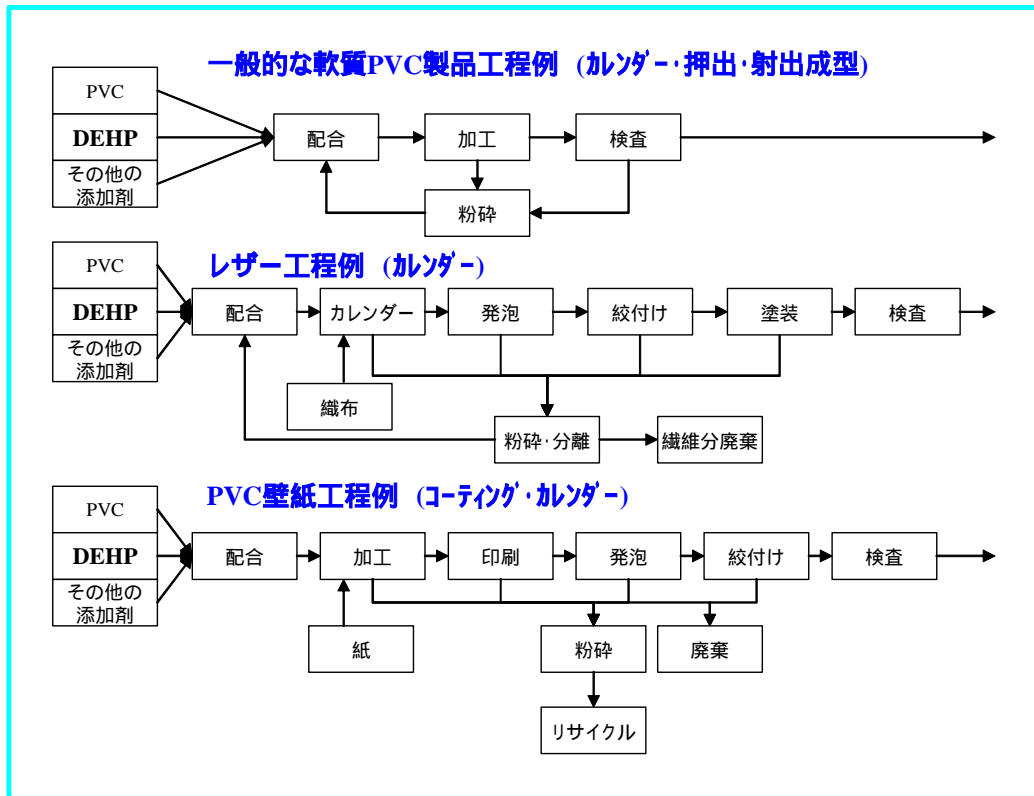 一般的な軟質PVC製品工程例 (カレンダー・押出・射出成型)
PVC
DEHP
その他の
添加剤
配合
加工
検査
粉砕
レザー工程例 (カレンダー)
PVC
DEHP
その他の
添加剤
配合
カレンダー
発泡
絞付け
塗装
検査
織布
粉砕・分離
繊維分廃棄
PVC壁紙工程例 (コーティング・カレンダー)
PVC
DEHP
その他の
添加剤
配合
加工
印刷
発泡
絞付け
検査
紙
粉砕
廃棄
リサイクル